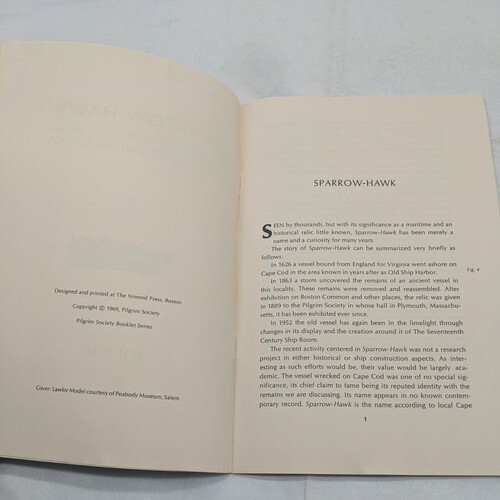 Designed and printed at The Nimrod Press, Boston
Copyright © 1969, Pilgrim Society
Pilgrim Society Booklet Series
Cover: Lawlor Model courtesy of Peabody Museum, Salem
SPARROW-HAWK
SEEN by thousands, but with its significance as a maritime and an
historical relic little known, Sparrow-Hawk has been merely a
name and a curiosity for many years.
The story of Sparrow-Hawk can be summarized very briefly as
follows:
In 1626 a vessel bound from England for Virginia went ashore on
Cape Cod in the area known in years after as Old Ship Harbor.
Fig. 4
In 1863 a storm uncovered the remains of an ancient vessel in
this locality. These remains were removed and reassembled. After
exhibition on Boston Common and other places, the relic was given
in 1889 to the Pilgrim Society in whose hall in Plymouth, Massachu-
setts, it has been exhibited ever since.
In 1952 the old vessel has again been in the limelight through
changes in its display and the creation around it of The Seventeenth
Century Ship Room.
The recent activity centered in Sparrow-Hawk was not a research
project in either historical or ship construction aspects. As inter-
esting as such efforts would be, their value would be largely aca-
demic. The vessel wrecked on Cape Cod was one of no special sig-
nificance, its chief claim to fame being its reputed identity with the
remains we are discussing. Its name appears in no known contem-
porary record. Sparrow-Hawk is the name according to local Cape
1